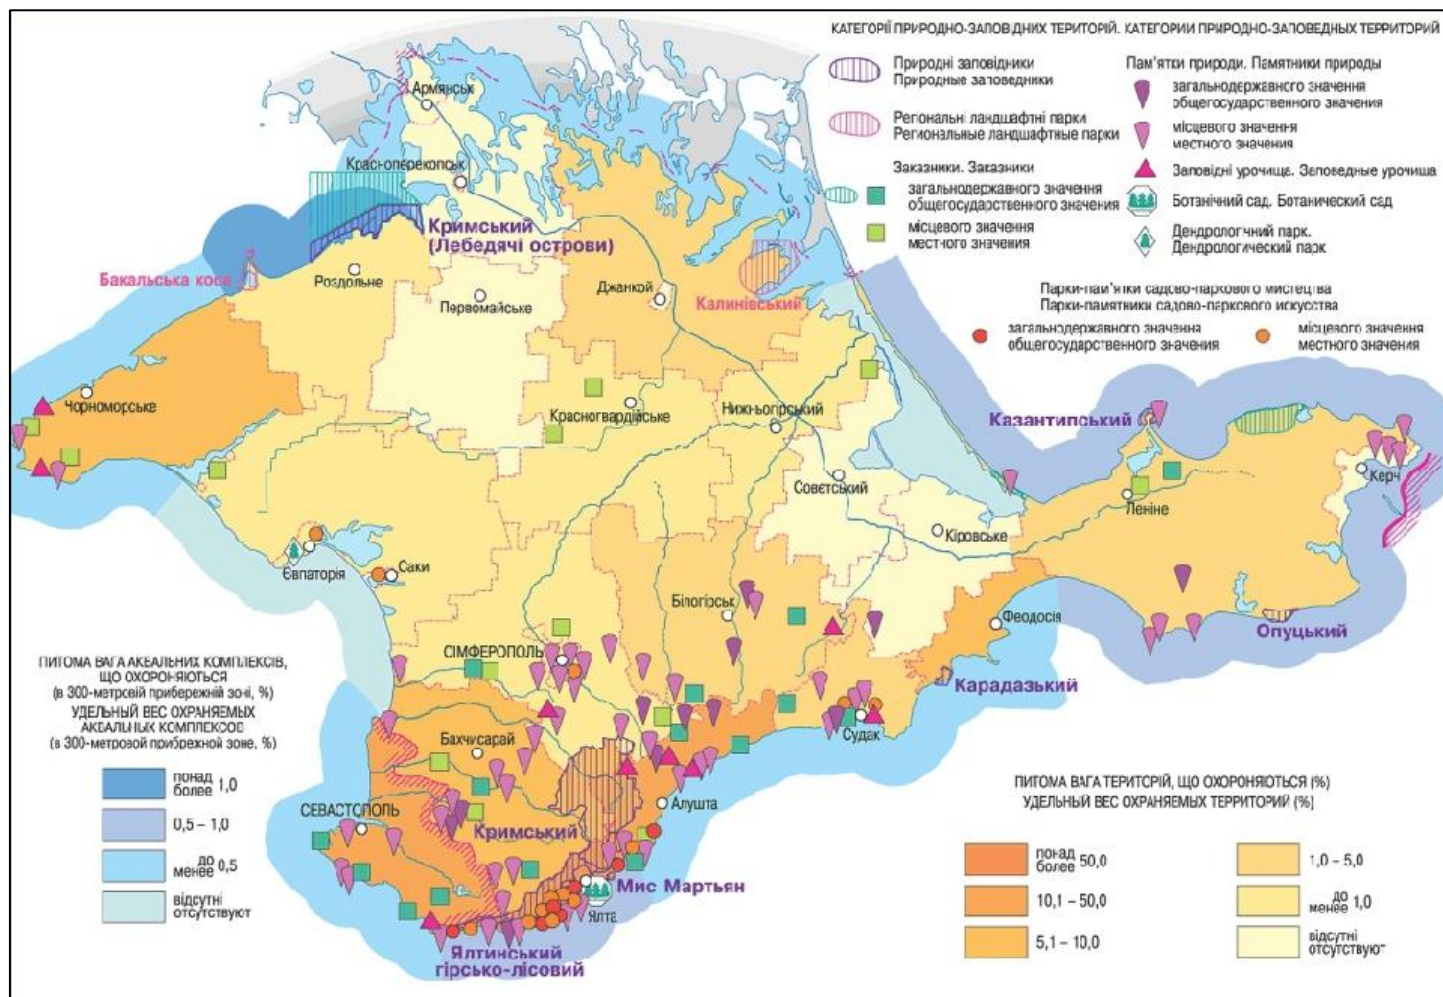 КАТЕГОРІЇ ПРИРОДНО-ЗАПОВІДНИХ ТЕРИТОРІЙ. КАТЕГОРИИ ПРИРОДНО-ЗАПОВЕДНЫХ ТЕРРИТОРИЙ
Природні заповідники
Природные заповедники
Регіональні ландшафтні парки
Региональные ландшафтные парки
Заказники. Заказники
загальнодержавного значення
общегосударственного значения
місцевого значення
местного значения
Пам'ятки природи. Памятники природы
загальнодержавного значення
общегосударственного значения
місцевого значення
местного значения
Заповідні урочища. Заповедные урочища
Ботанічний сад. Ботанический сад
Дендрологчний парк.
Дендрологический парк
Парки-пам'ятки садово-паркового мистецтва
Парки-памятники садово-паркового искусства
загальнодержавного значення
общегосударственного значения
місцевого значення
местного значения
Армянськ
Красноперекопськ
Кримський
(Лебедячі острови)
Бакальська коса
Роздольне
Первомайське
Джанкой
Калинівський
Чорноморське
Красногвардійське
Нижньогірський
Казантипський
Керч
Совєтський
Леніне
Кіровське
Євпаторія
Саки
Білогірськ
Феодосія
Опуцький
СІМФЕРОПОЛЬ
Карадазький
Судак
Бахчисарай
Алушта
СЕВАСТОПОЛЬ
Кримський
Мис Мартьян
Ялта
Ялтинський
гірсько-лісовий
ПИТОМА ВАГА АКВАЛЬНИХ КОМПЛЕКСІВ,
ЩО ОХОРОНЯЮТЬСЯ
(в 300-метровій прибережній зоні, %)
УДЕЛЬНЫЙ ВЕС ОХРАНЯЕМЫХ
АКВАЛЬНЫХ КОМПЛЕКСОВ
(в 300-метровой прибрежной зоне, %)
понад
более 1,0
0,5 – 1,0
до
менее 0,5
відсутні
отсутствуют
ПИТОМА ВАГА ТЕРИТОРІЙ, ЩО ОХОРОНЯЮТЬСЯ (%)
УДЕЛЬНЫЙ ВЕС ОХРАНЯЕМЫХ ТЕРРИТОРИЙ (%)
понад
более 50,0
10,1 – 50,0
5,1 – 10,0
1,0 – 5,0
до
менее 1,0
відсутні
отсутствуют